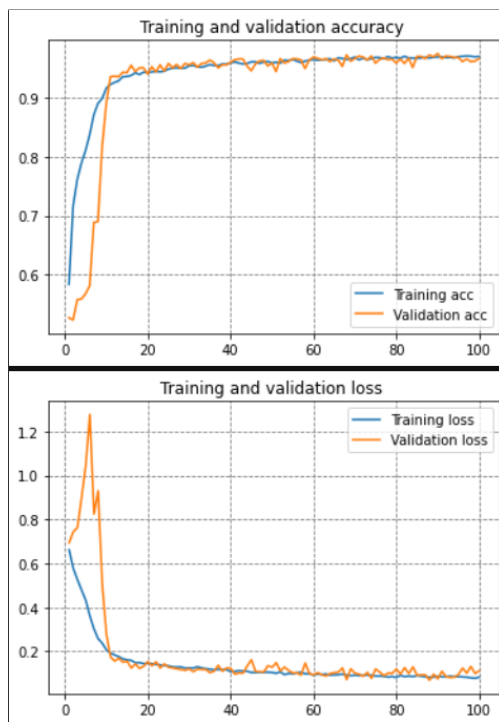 Training and validation accuracy
0.9
0.8
0.7
0.6
Training acc
Validation acc
0 20 40 60 80 100
Training and validation loss
Training loss
Validation loss
1.2
1.0
0.8
0.6
0.4
0.2
0 20 40 60 80 100